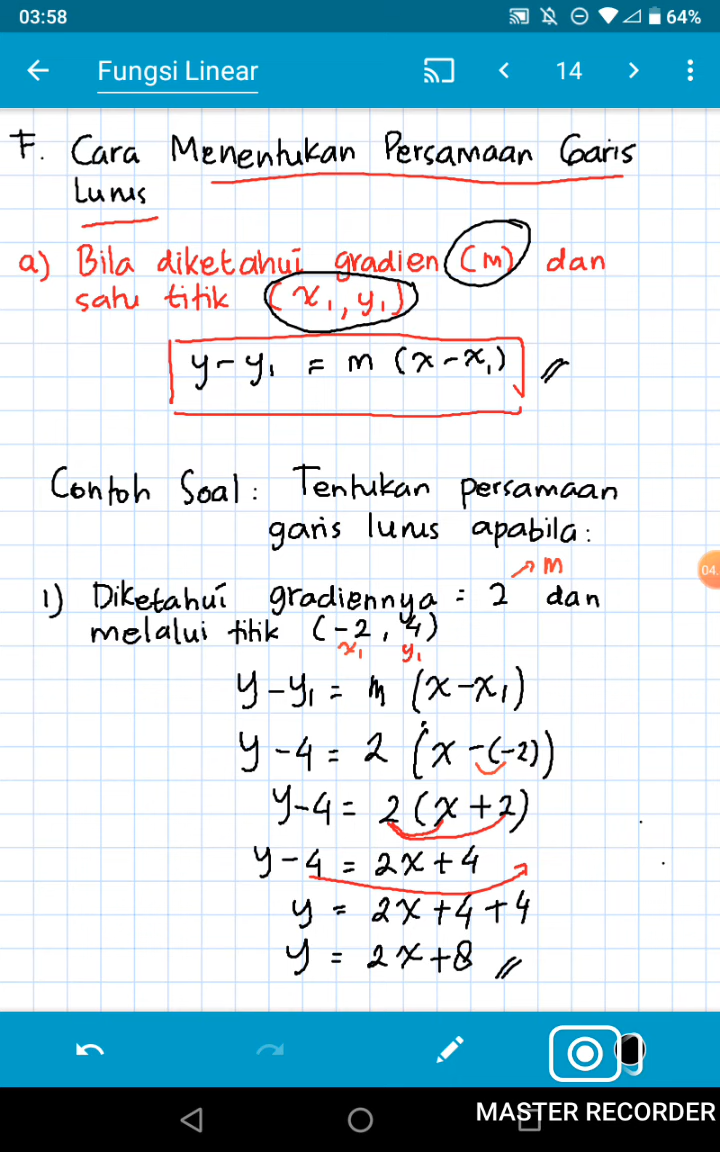 03:58
64%
Fungsi Linear
14
F. Cara Menentukan Persamaan Garis
Lurus
a) Bila diketahui gradien (m) dan
satu titik (x₁, y₁)
y - y₁ = m (x - x₁)
Contoh Soal : Tentukan persamaan
garis lurus apabila :
m
1) Diketahui gradiennya = 2 dan
melalui titik (-2, 4)
x₁ y₁
y - y₁ = m (x - x₁)
y - 4 = 2 (x - (-2))
y - 4 = 2 (x + 2)
y - 4 = 2x + 4
y = 2x + 4 + 4
y = 2x + 8
04.
MASTER RECORDER